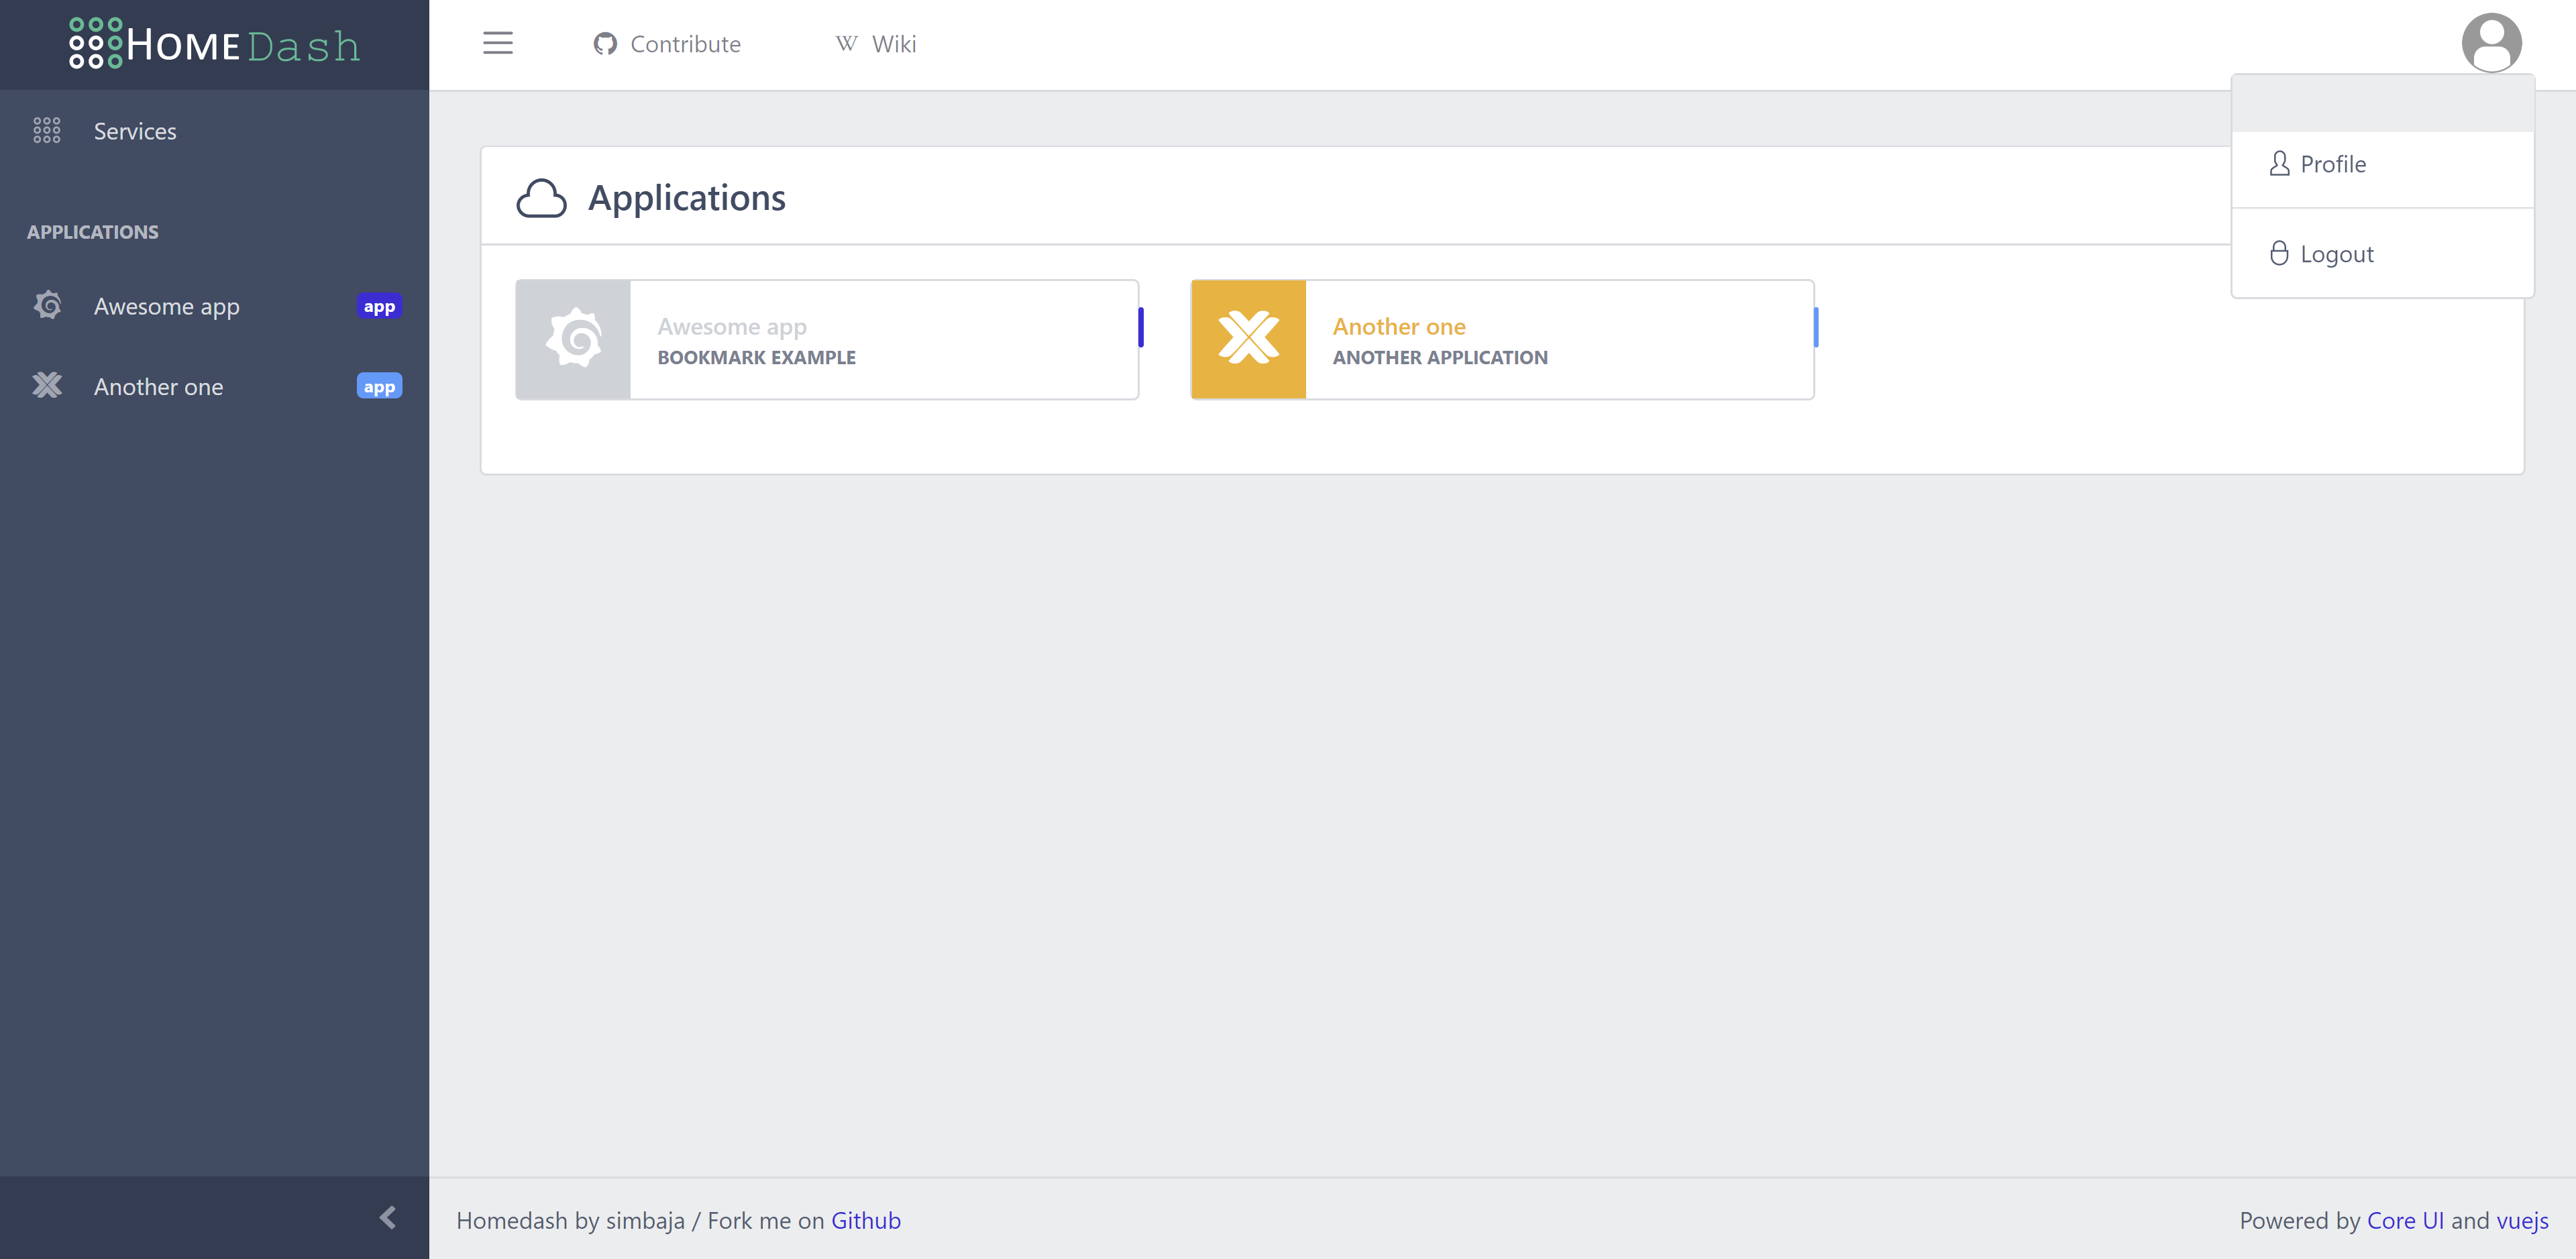 HOME Dash
Contribute
Wiki
Services
APPLICATIONS
Awesome app app
Another one app
Applications
Awesome app
BOOKMARK EXAMPLE
Another one
ANOTHER APPLICATION
Profile
Logout
Homedash by simbaja / Fork me on Github
Powered by Core UI and vuejs